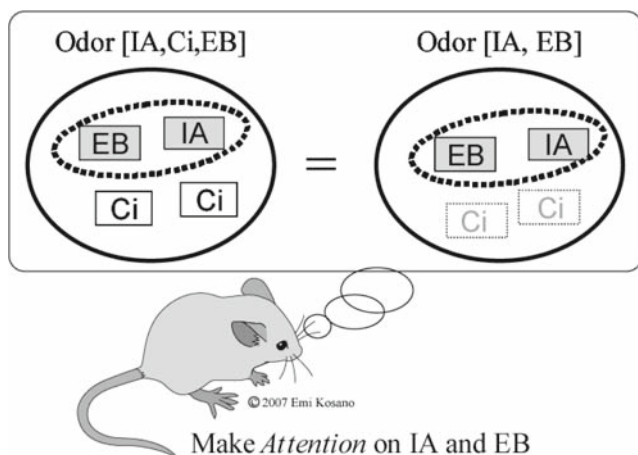 Odor [IA,Ci,EB]
Odor [IA, EB]
EB
IA
Ci
Ci
=
EB
IA
Ci
Ci
© 2007 Emi Kosano
Make Attention on IA and EB